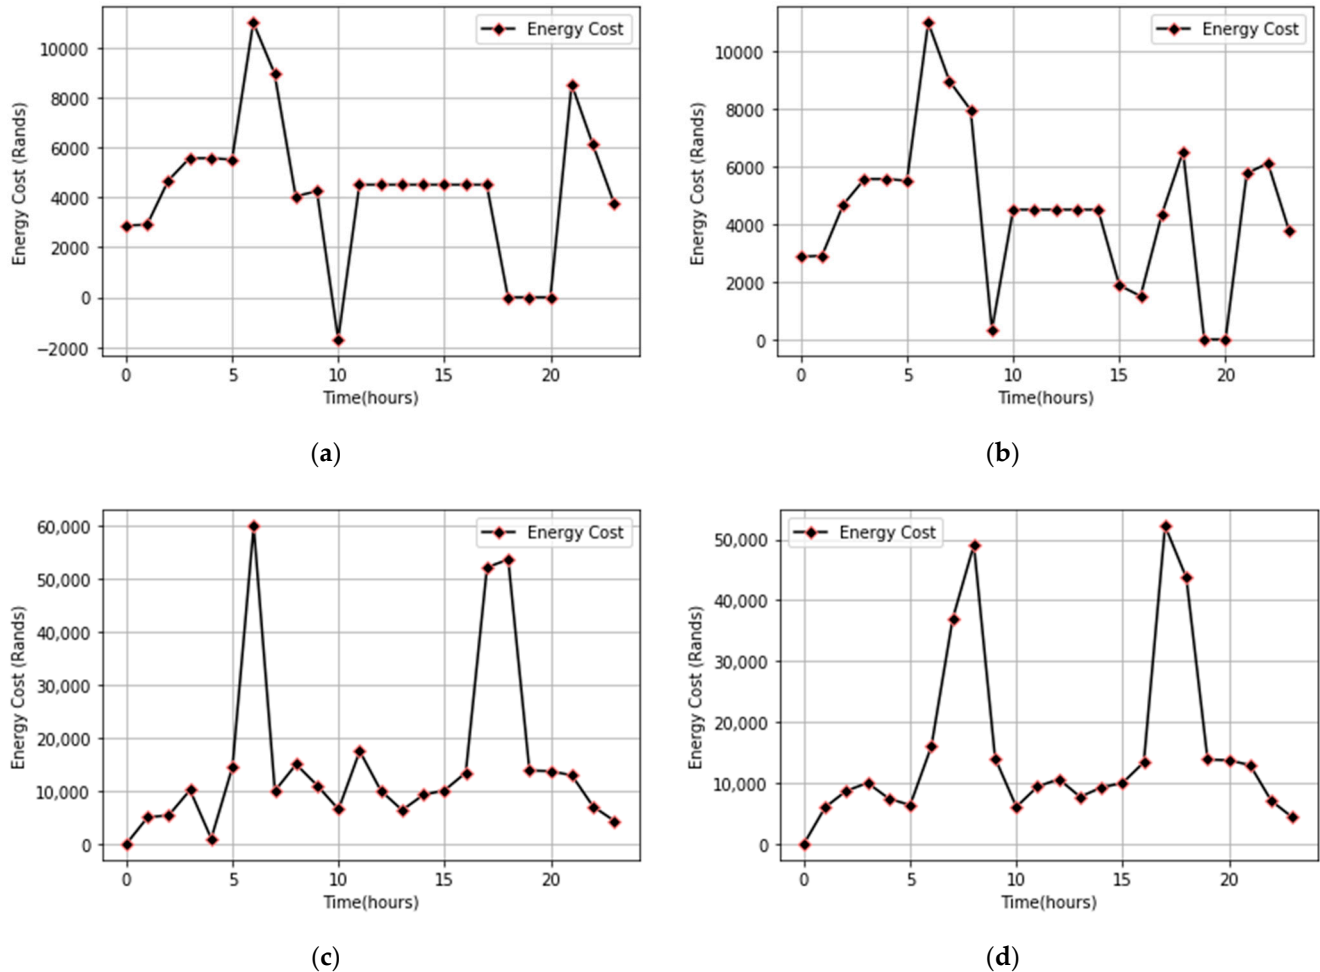 Energy Cost
10000
8000
6000
4000
2000
0
−2000
Energy Cost (Rands)
0 5 10 15 20
Time(hours)
(a)
Energy Cost
10000
8000
6000
4000
2000
0
Energy Cost (Rands)
0 5 10 15 20
Time(hours)
(b)
Energy Cost
60,000
50,000
40,000
30,000
20,000
10,000
0
Energy Cost (Rands)
0 5 10 15 20
Time(hours)
(c)
Energy Cost
50,000
40,000
30,000
20,000
10,000
0
Energy Cost (Rands)
0 5 10 15 20
Time(hours)
(d)